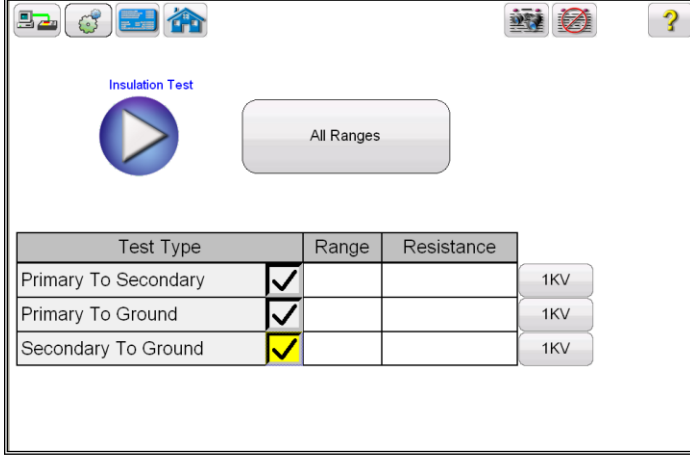 ?
Insulation Test
All Ranges
Test Type Range Resistance
Primary To Secondary 1KV
Primary To Ground 1KV
Secondary To Ground 1KV